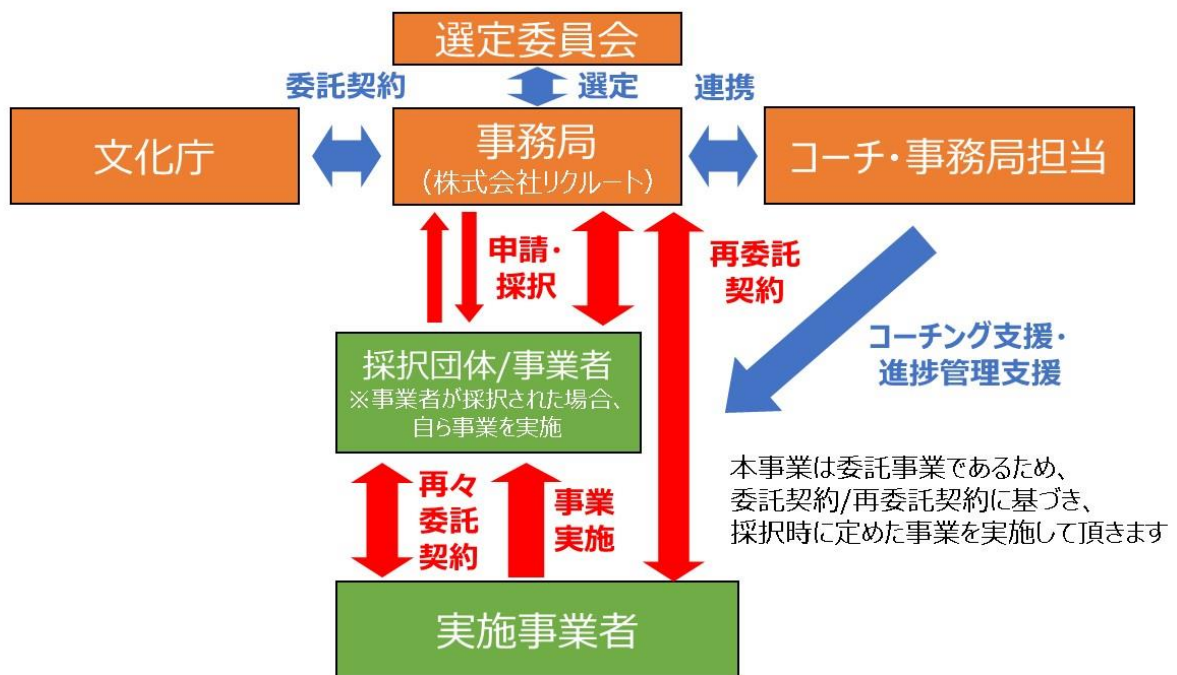 選定委員会
委託契約
選定
連携
文化庁
事務局
（株式会社リクルート）
コーチ・事務局担当
申請・
採択
再委託
契約
コーチング支援・
進捗管理支援
採択団体/事業者
※事業者が採択された場合、
自ら事業を実施
本事業は委託事業であるため、
委託契約/再委託契約に基づき、
採択時に定めた事業を実施して頂きます
再々
委託
契約
事業
実施
実施事業者